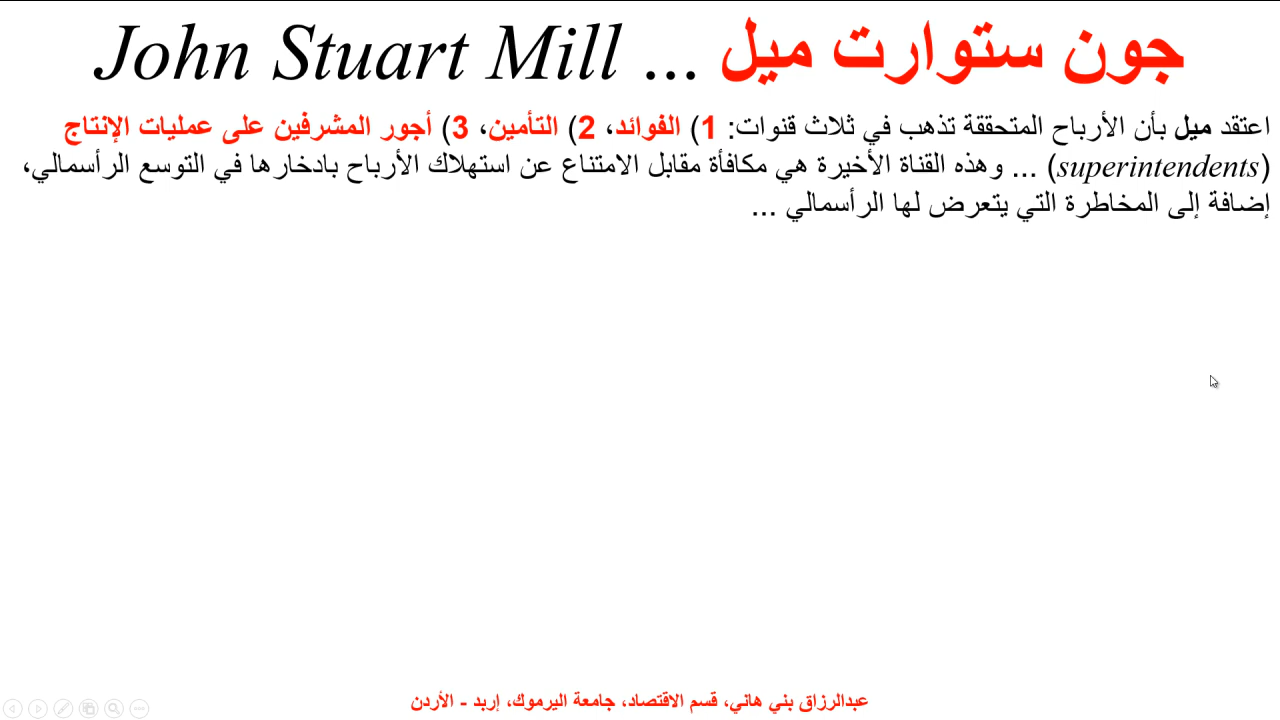 جون ستوارت ميل ... John Stuart Mill
اعتقد ميل بأن الأرباح المتحققة تذهب في ثلاث قنوات: 1) الفوائد، 2) التأمين، 3) أجور المشرفين على عمليات الإنتاج
(superintendents) ... وهذه القناة الأخيرة هي مكافأة مقابل الامتناع عن استهلاك الأرباح بادخارها في التوسع الرأسمالي،
إضافة إلى المخاطرة التي يتعرض لها الرأسمالي ...
عبدالرزاق بني هاني، قسم الاقتصاد، جامعة اليرموك، إربد - الأردن